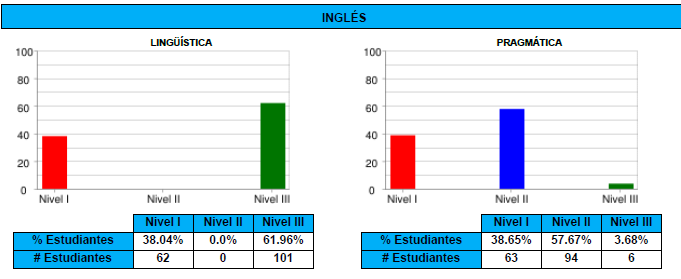 INGLÉS
LINGÜÍSTICA
100
80
60
40
20
0
Nivel I Nivel II Nivel III
Nivel I Nivel II Nivel III
% Estudiantes 38.04% 0.0% 61.96%
# Estudiantes 62 0 101
PRAGMÁTICA
100
80
60
40
20
0
Nivel I Nivel II Nivel III
Nivel I Nivel II Nivel III
% Estudiantes 38.65% 57.67% 3.68%
# Estudiantes 63 94 6